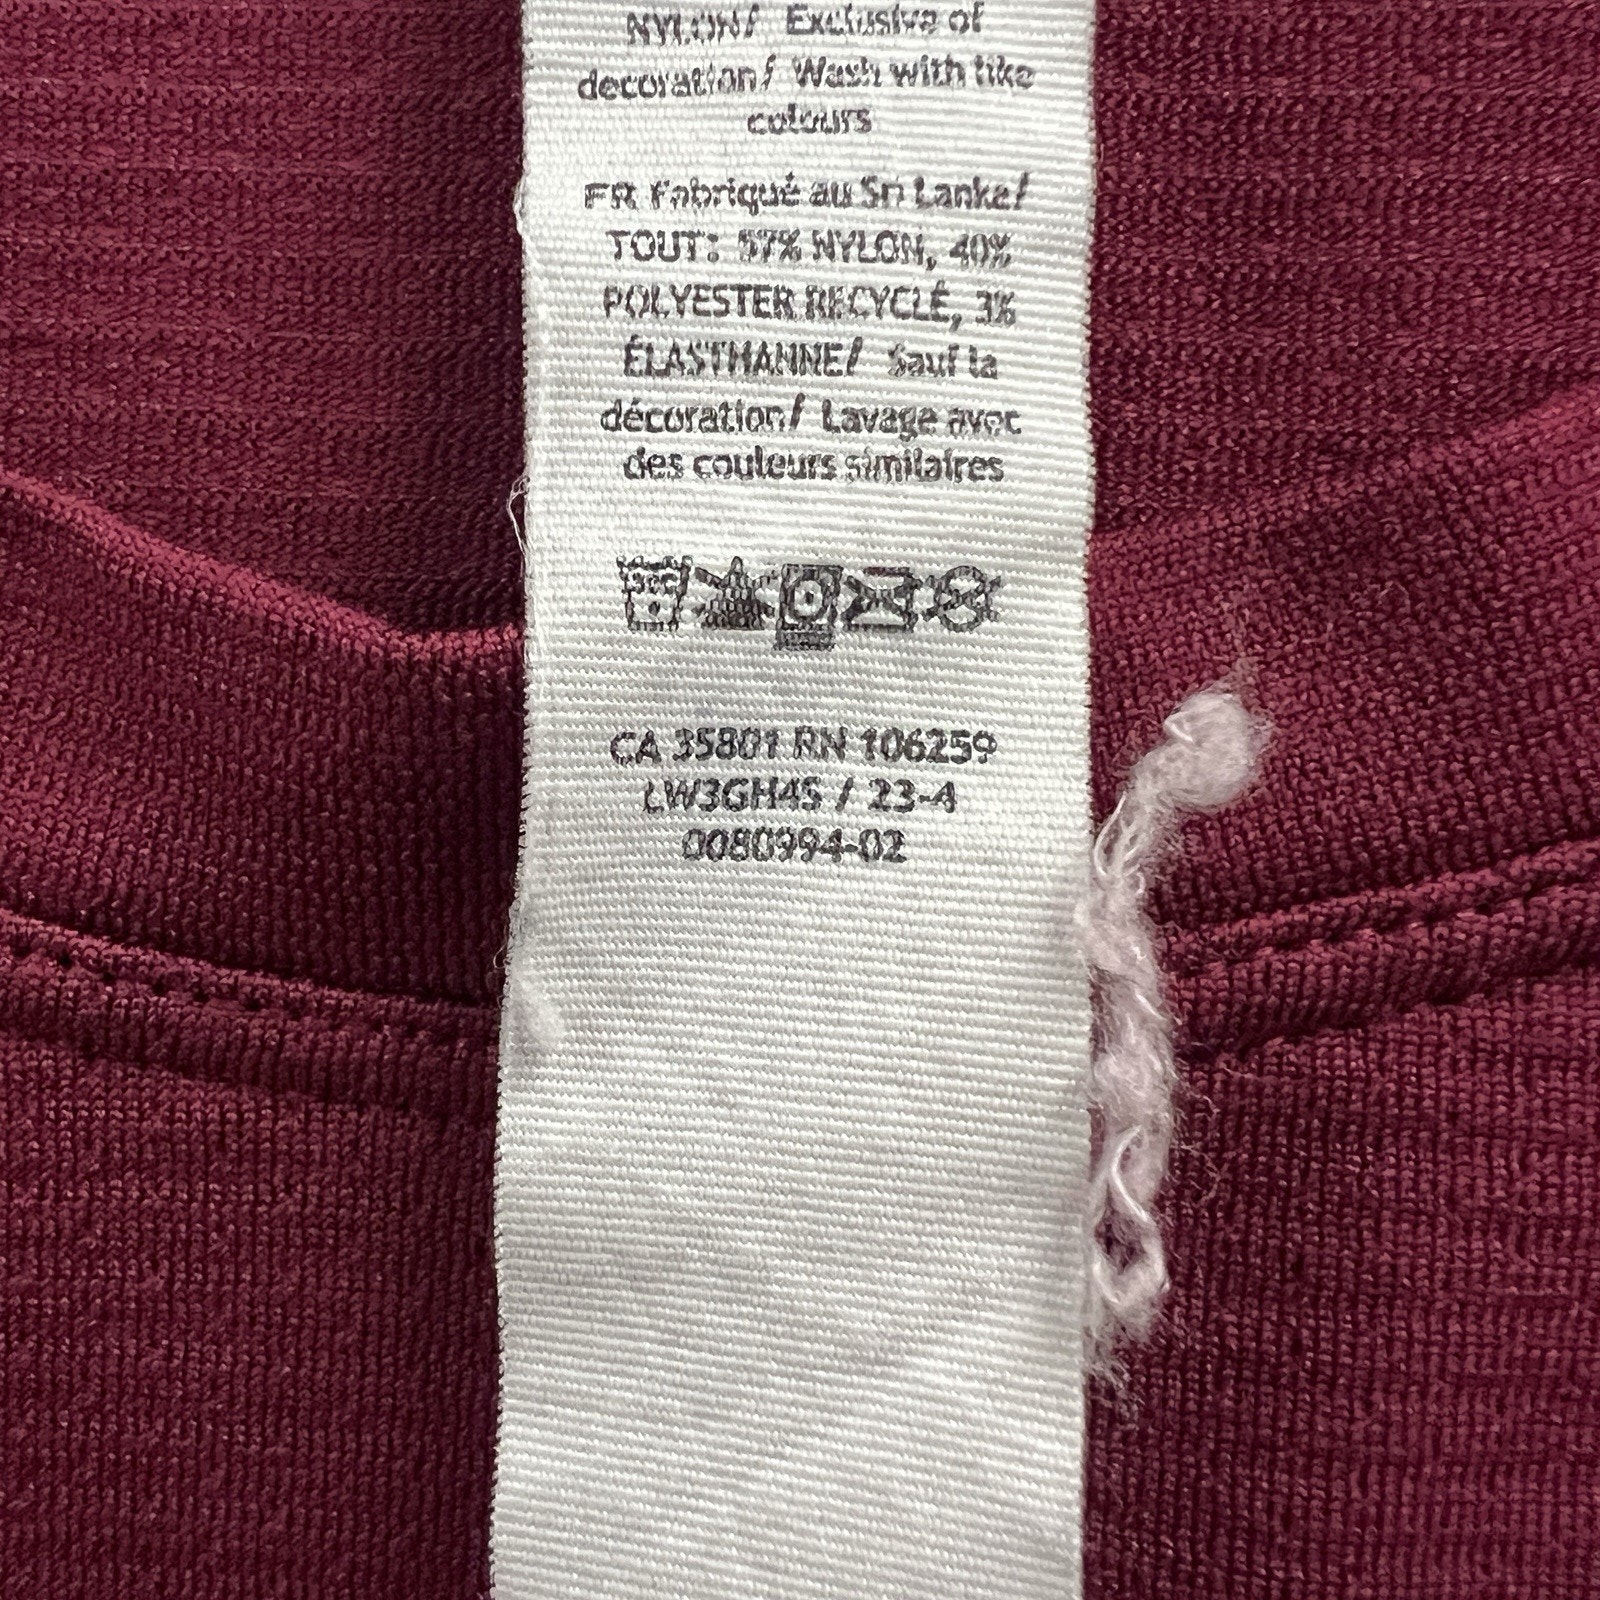 NYLON/ Exclusive of
decoration/ Wash with like
colours
FR Fabriqué au Sri Lanka/
TOUT: 57% NYLON, 40%
POLYESTER RECYCLÉ, 3%
ÉLASTHANNE/ Sauf la
décoration/ Lavage avec
des couleurs similaires
30C
CA 35801 RN 106259
LW3GH4S / 23-4
0080994-02